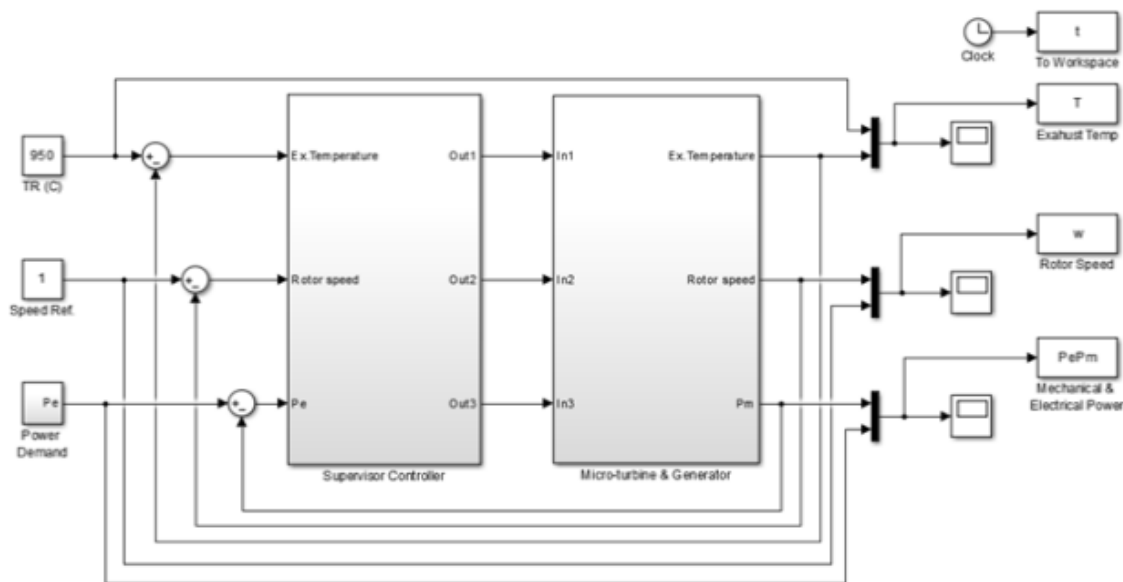 t
Clock
To Workspace
T
Exahust Temp
950
TR (C)
+
-
Ex.Temperature
Out1
In1
Ex.Temperature
w
Rotor Speed
1
Speed Ref.
+
-
Rotor speed
Out2
In2
Rotor speed
PePm
Mechanical &
Electrical Power
Pe
Power
Demand
+
-
Pe
Out3
In3
Pm
Supervisor Controller
Micro-turbine & Generator